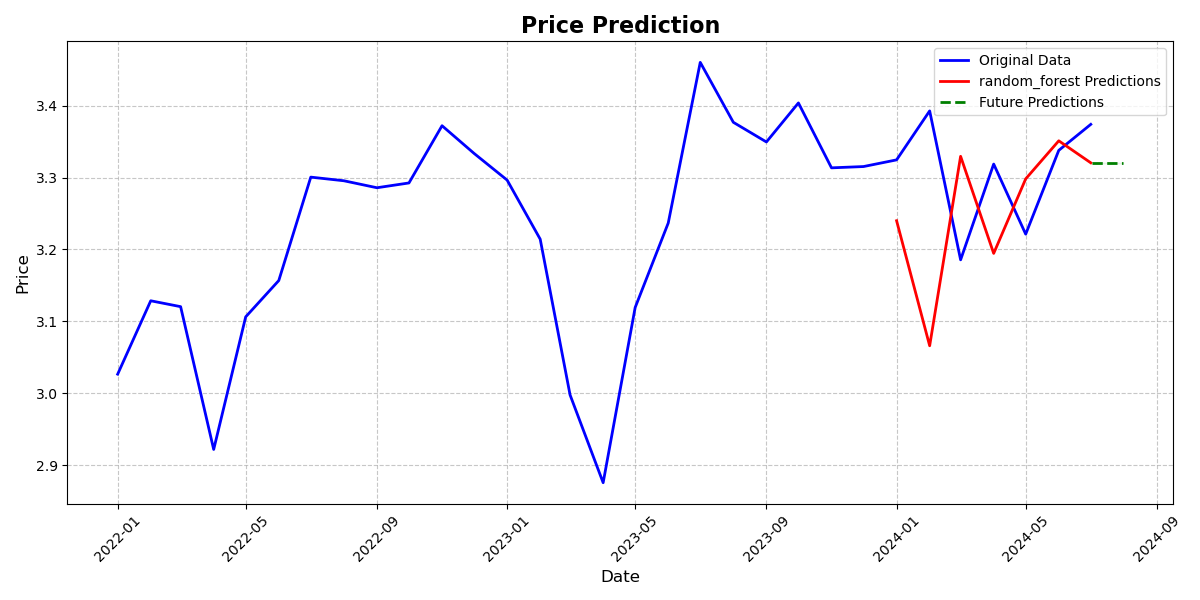 Price Prediction
Original Data
random_forest Predictions
Future Predictions
Price
3.4
3.3
3.2
3.1
3.0
2.9
2022-01
2022-05
2022-09
2023-01
2023-05
2023-09
2024-01
2024-05
2024-09
Date